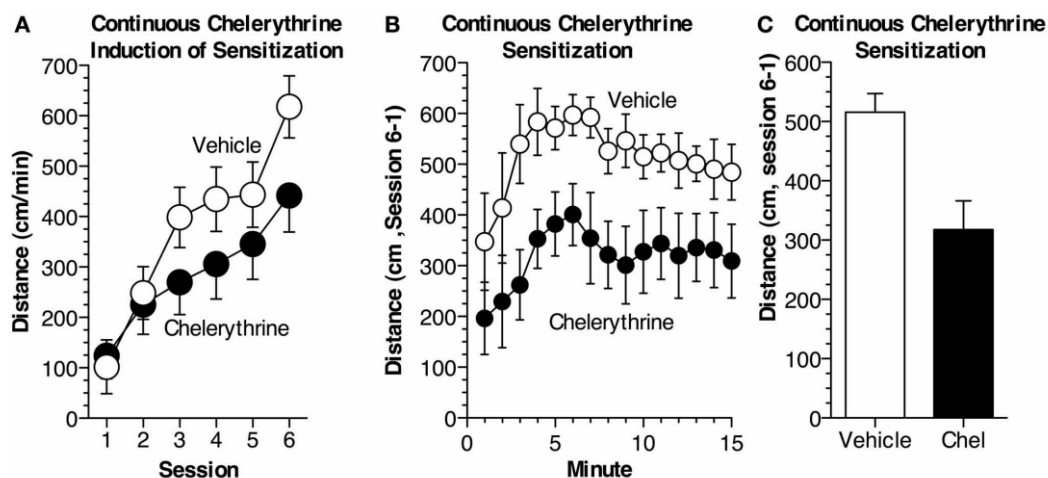 A
Continuous Chelerythrine
Induction of Sensitization
700
600
500
400
300
200
100
0
Distance (cm/min)
Vehicle
Chelerythrine
1 2 3 4 5 6
Session
B
Continuous Chelerythrine
Sensitization
700
600
500
400
300
200
100
0
Distance (cm ,Session 6-1)
Vehicle
Chelerythrine
0 5 10 15
Minute
C
Continuous Chelerythrine
Sensitization
600
500
400
300
200
100
0
Distance (cm, session 6-1)
Vehicle Chel